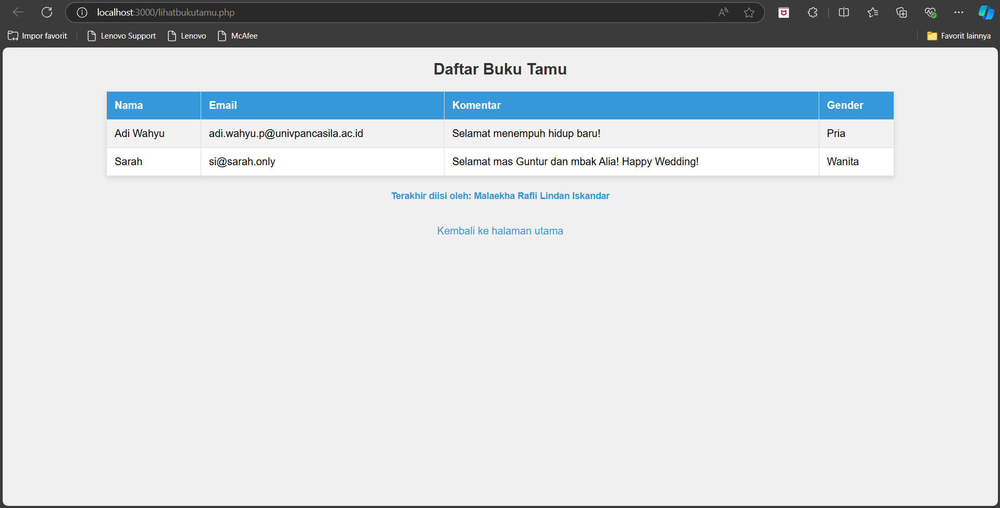 localhost:3000/lihatbukutamu.php
Impor favorit Lenovo Support Lenovo McAfee Favorit lainnya
Daftar Buku Tamu
Nama Email Komentar Gender
Adi Wahyu adi.wahyu.p@univpancasila.ac.id Selamat menempuh hidup baru! Pria
Sarah si@sarah.only Selamat mas Guntur dan mbak Alia! Happy Wedding! Wanita
Terakhir diisi oleh: Malaekha Rafli Lindan Iskandar
Kembali ke halaman utama